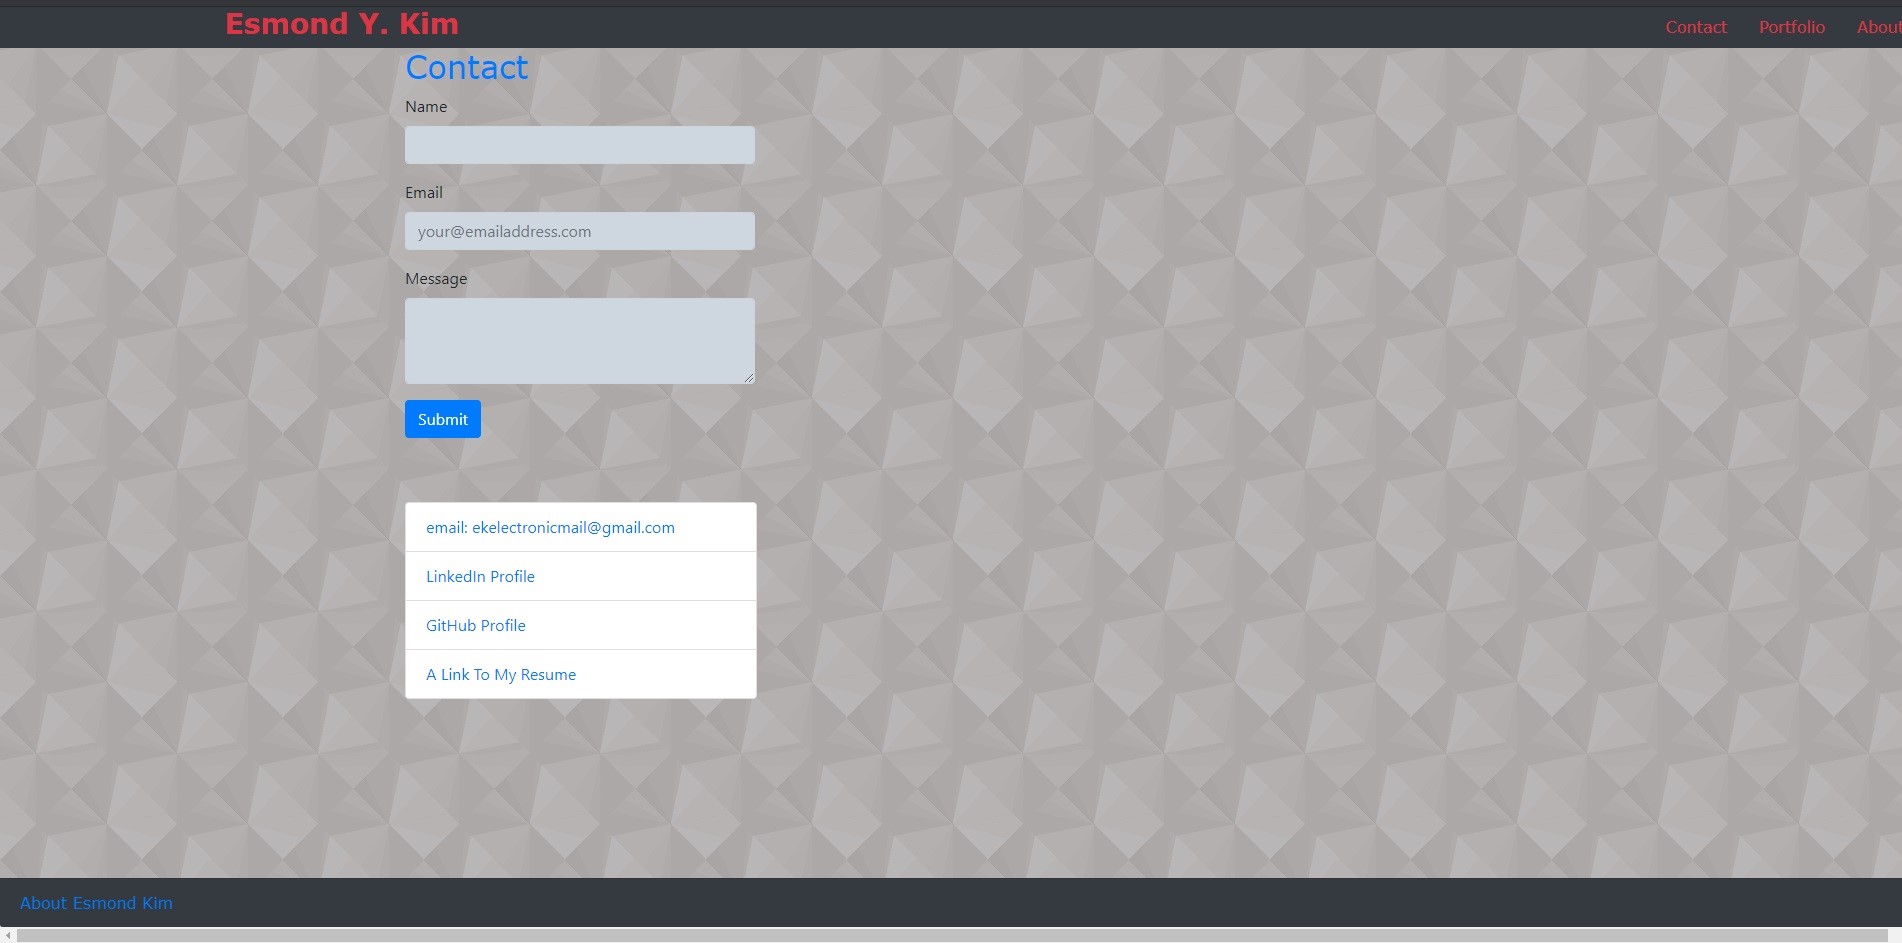 Esmond Y. Kim
Contact Portfolio About
Contact
Name
Email
your@emailaddress.com
Message
Submit
email: ekelectronicmail@gmail.com
LinkedIn Profile
GitHub Profile
A Link To My Resume
About Esmond Kim